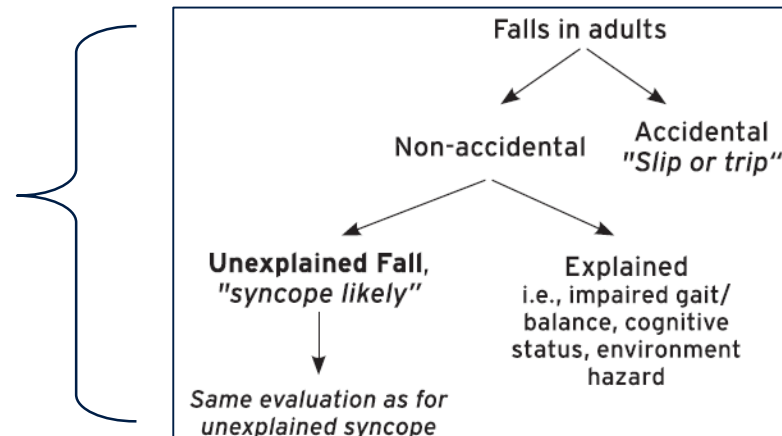 Falls in adults
Non-accidental
Accidental
"Slip or trip“
Unexplained Fall,
"syncope likely”
Explained
i.e., impaired gait/
balance, cognitive
status, environment
hazard
Same evaluation as for
unexplained syncope